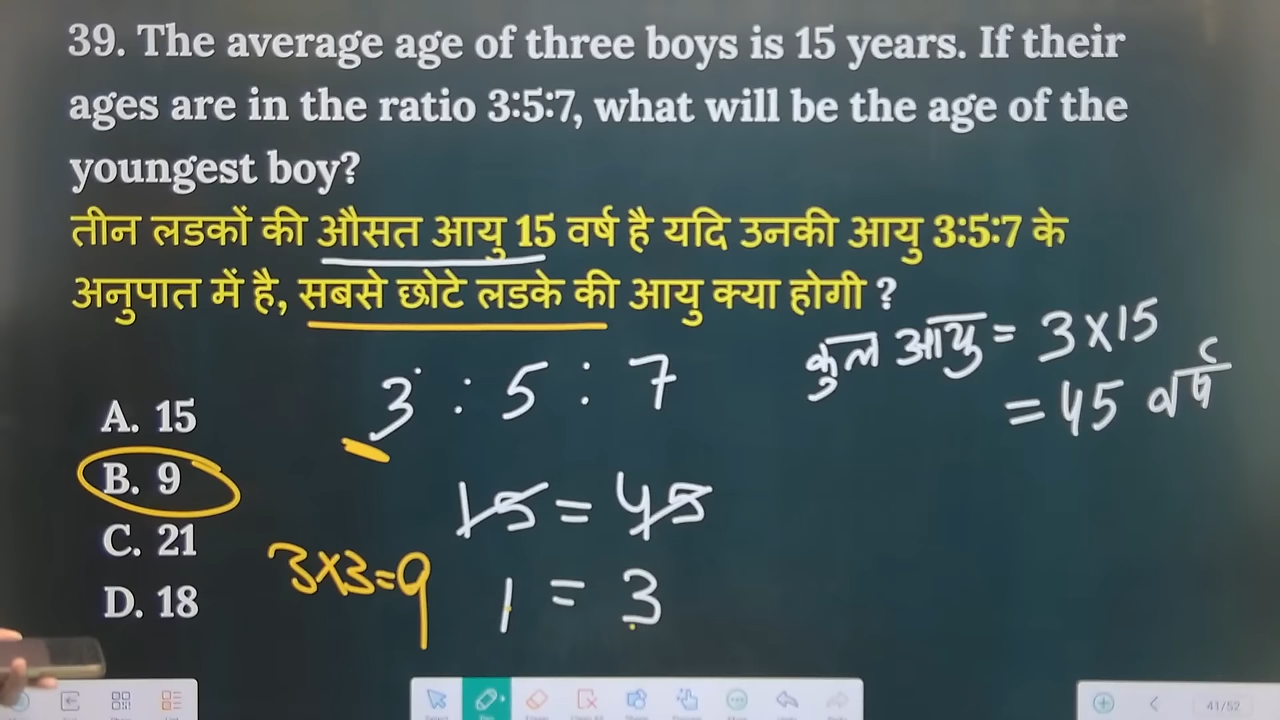 39. The average age of three boys is 15 years. If their
ages are in the ratio 3:5:7, what will be the age of the
youngest boy?
तीन लडकों की औसत आयु 15 वर्ष है यदि उनकी आयु 3:5:7 के
अनुपात में है, सबसे छोटे लडके की आयु क्या होगी ?
कुल आयु = 3×15
= 45 वर्ष
3 : 5 : 7
A. 15
B. 9
C. 21
D. 18
15 = 45
1 = 3
3×3=9
41/52